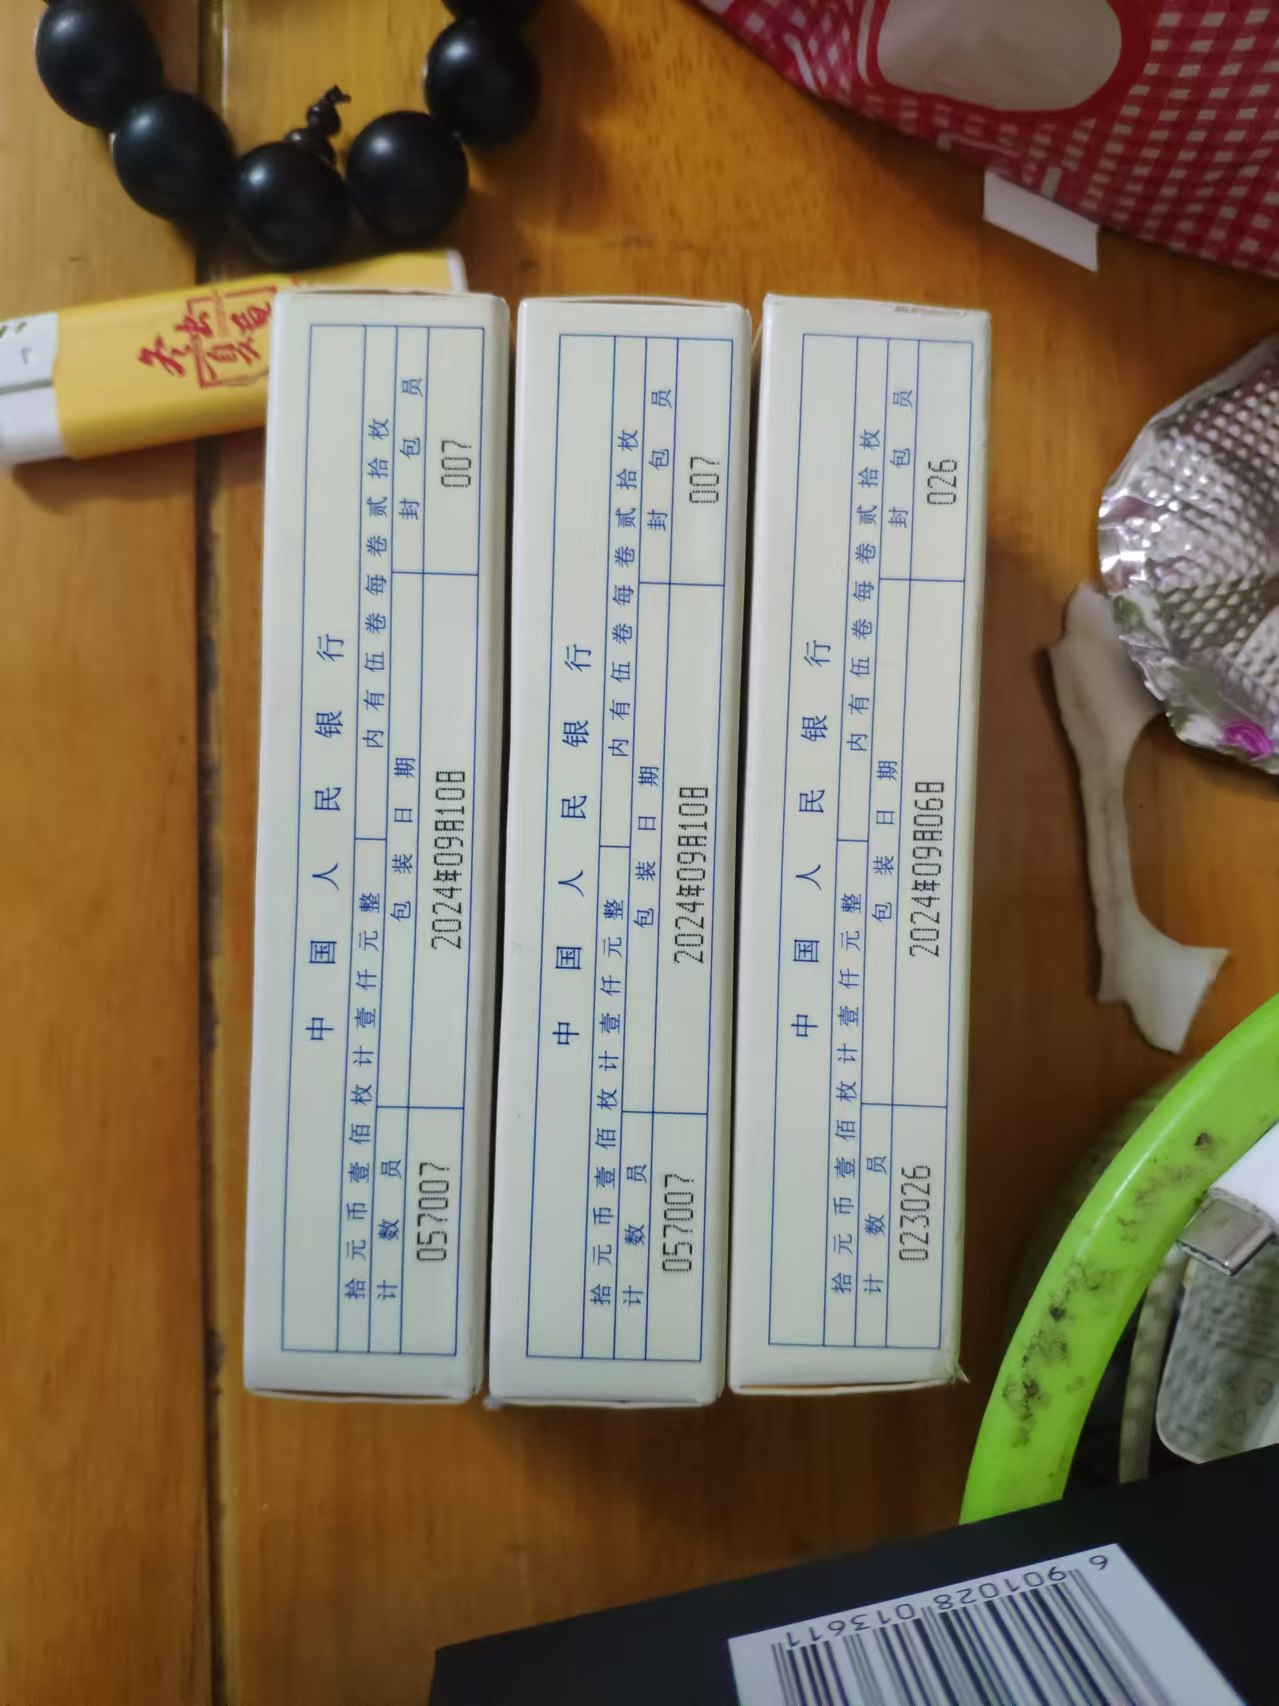 中国人民银行
拾元币壹佰枚计壹仟元整
内有伍卷每卷贰拾枚
计数员
包装日期
封包员
057007
2024年09月10日
007
中国人民银行
拾元币壹佰枚计壹仟元整
内有伍卷每卷贰拾枚
计数员
包装日期
封包员
057007
2024年09月10日
007
中国人民银行
拾元币壹佰枚计壹仟元整
内有伍卷每卷贰拾枚
计数员
包装日期
封包员
023026
2024年09月06日
026
6 901028 013611